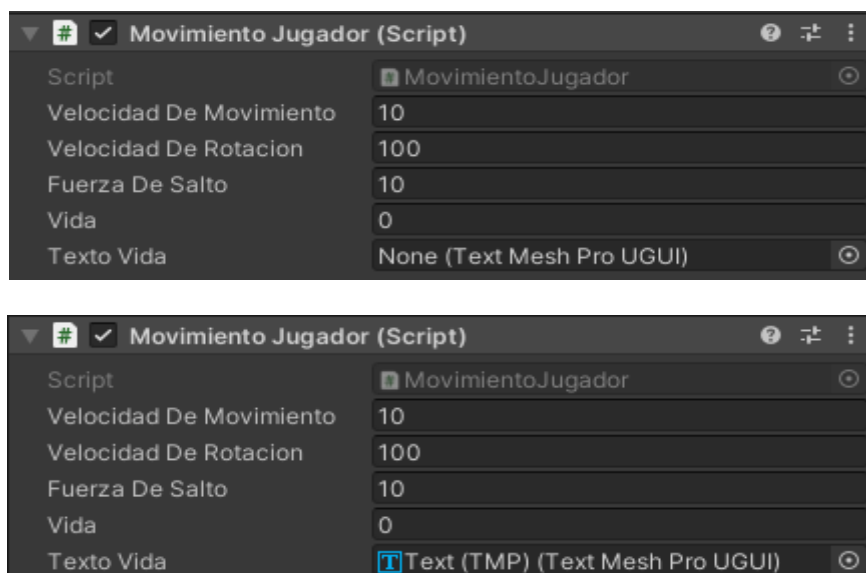 Movimiento Jugador (Script)
Script MovimientoJugador
Velocidad De Movimiento 10
Velocidad De Rotacion 100
Fuerza De Salto 10
Vida 0
Texto Vida None (Text Mesh Pro UGUI)
Movimiento Jugador (Script)
Script MovimientoJugador
Velocidad De Movimiento 10
Velocidad De Rotacion 100
Fuerza De Salto 10
Vida 0
Texto Vida Text (TMP) (Text Mesh Pro UGUI)